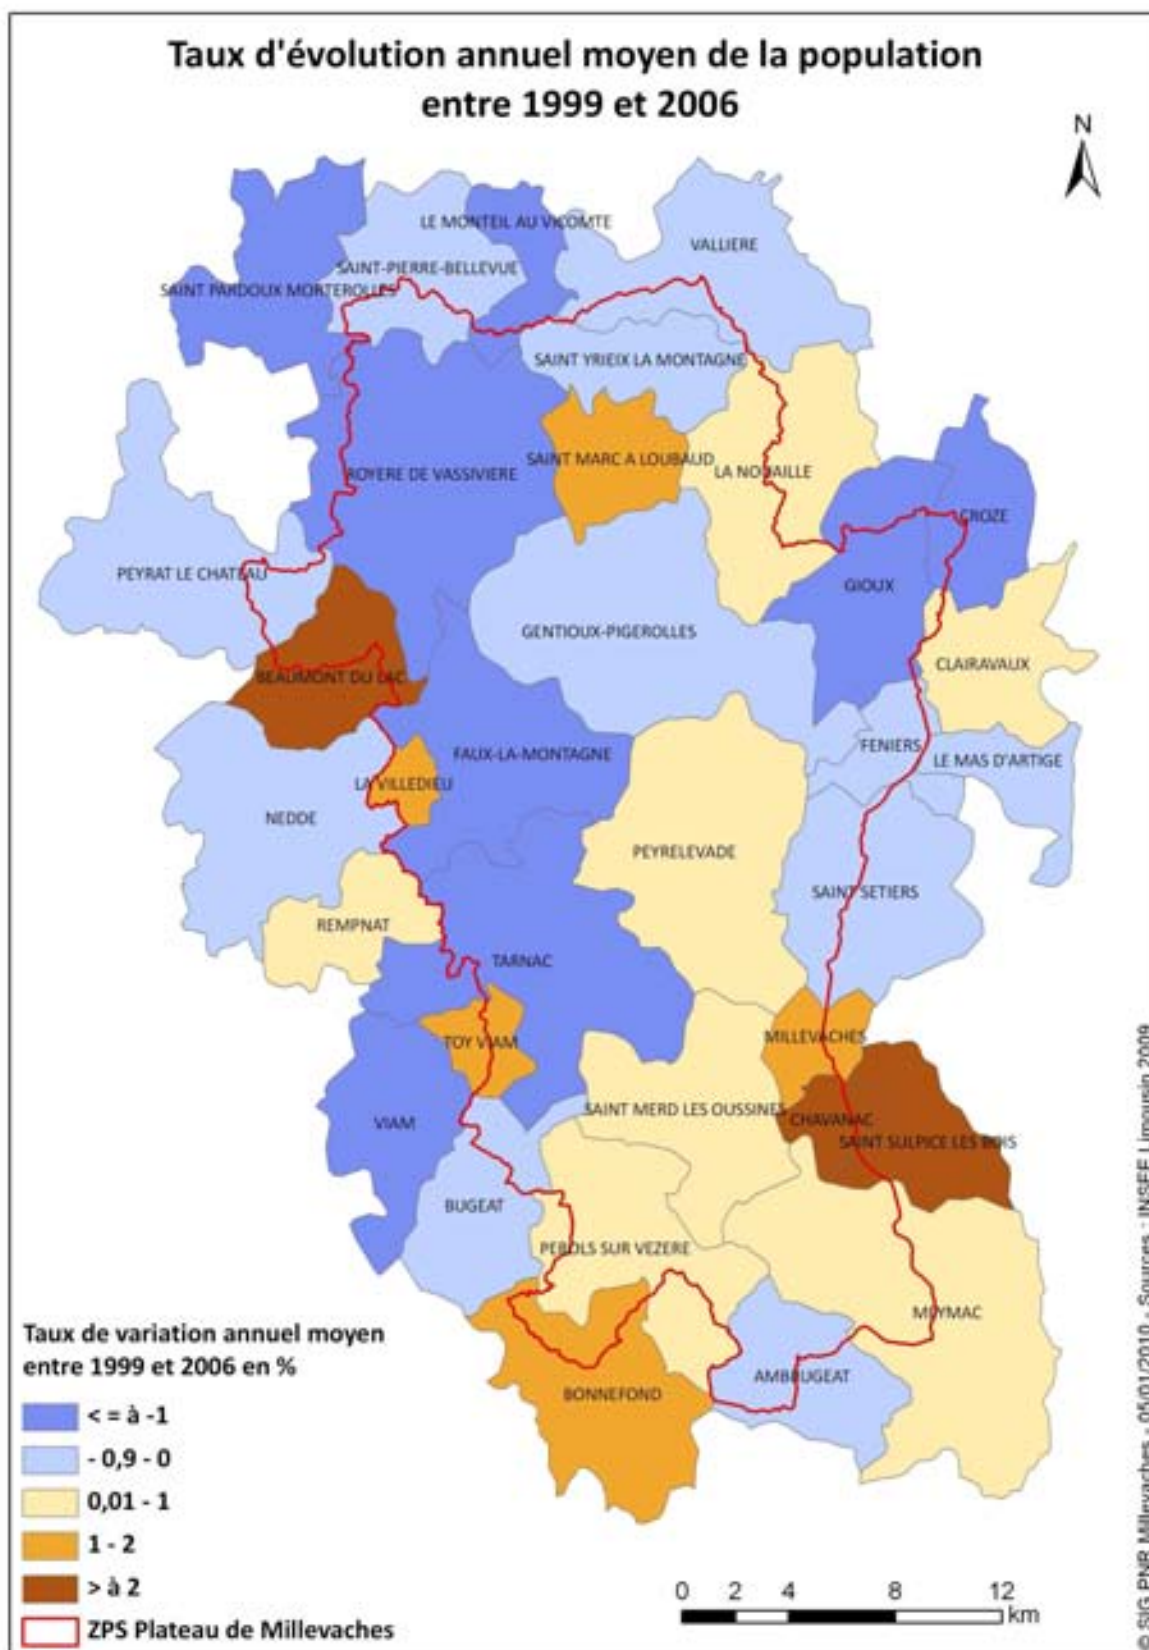 Taux d'évolution annuel moyen de la population
entre 1999 et 2006
N
LE MONTEIL AU VICOMTE
VALLIERE
SAINT-PIERRE-BELLEVUE
SAINT PARDOUX MORTEROLLES
SAINT YRIEIX LA MONTAGNE
SAINT MARC A LOUBAUD
LA NOUAILLE
ROYERE DE VASSIVIERE
CROZE
PEYRAT LE CHATEAU
GIOUX
GENTIOUX-PIGEROLLES
CLAIRAVAUX
BEAUMONT DU LAC
FAUX-LA-MONTAGNE
FENIERS
LE MAS D'ARTIGE
LA VILLEDIEU
NEDDE
PEYRELEVADE
SAINT SETIERS
REMPNAT
TARNAC
TOY VIAM
MILLEVACHES
SAINT MERD LES OUSSINES
CHAVANAC
VIAM
SAINT SULPICE LES BOIS
BUGEAT
PEROLS SUR VEZERE
MEYMAC
AMBRUGEAT
BONNEFOND
Taux de variation annuel moyen
entre 1999 et 2006 en %
< = à -1
- 0,9 - 0
0,01 - 1
1 - 2
> à 2
ZPS Plateau de Millevaches
0 2 4 8 12
km
© SIG PNR Millevaches - 05/01/2010 - Sources : INSEE Limousin 2009